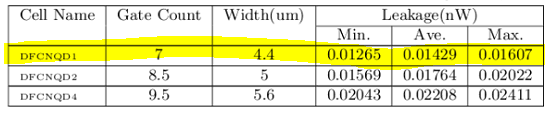 Cell Name Gate Count Width(um) Leakage(nW)
Min. Ave. Max.
DFCNQD1 7 4.4 0.01265 0.01429 0.01607
DFCNQD2 8.5 5 0.01569 0.01764 0.02022
DFCNQD4 9.5 5.6 0.02043 0.02208 0.02411